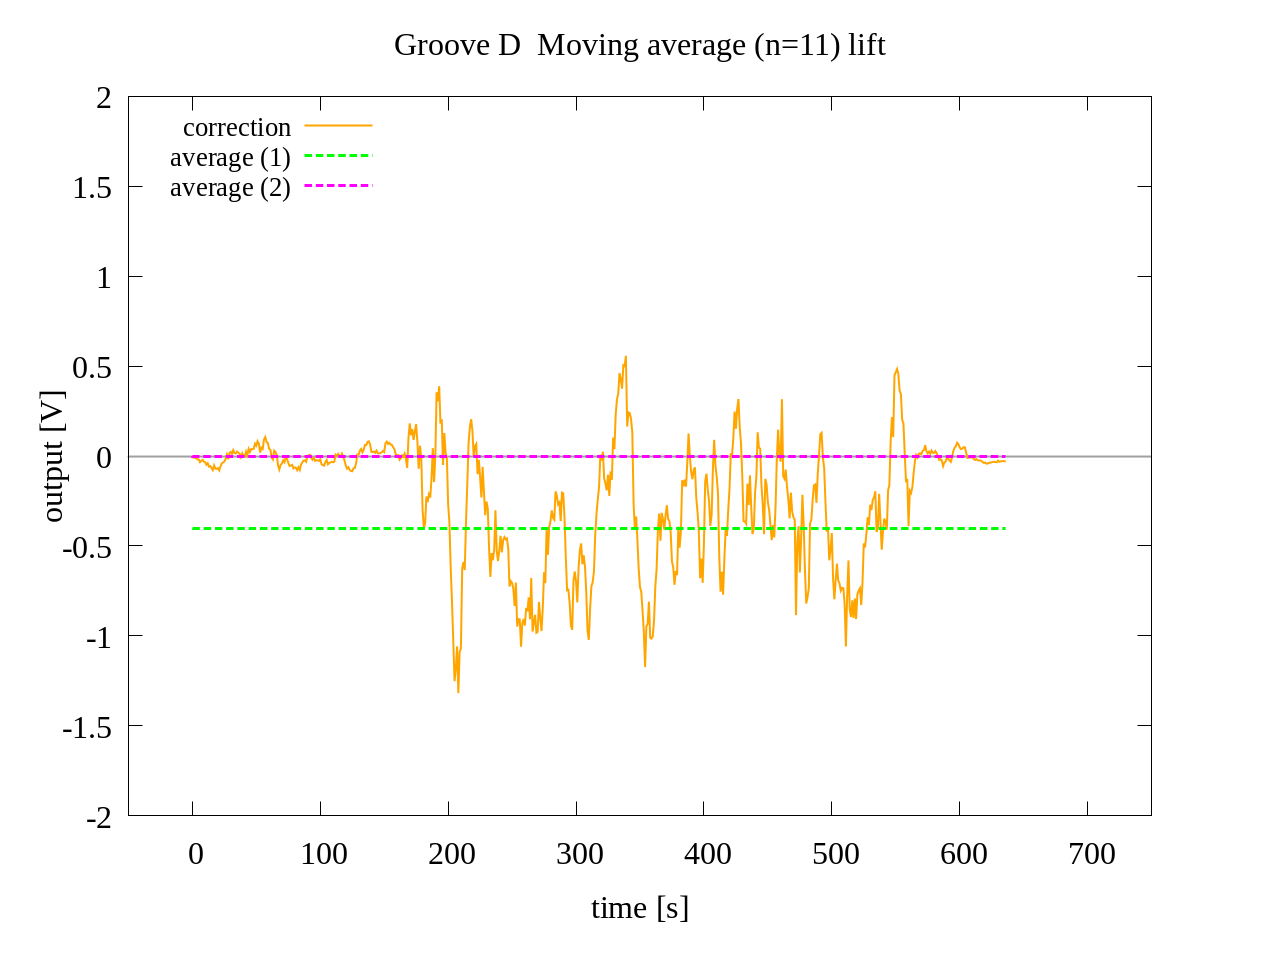 Groove D  Moving average (n=11) lift
correction
average (1)
average (2)
2
1.5
1
0.5
0
-0.5
-1
-1.5
-2
output [V]
0 100 200 300 400 500 600 700
time [s]